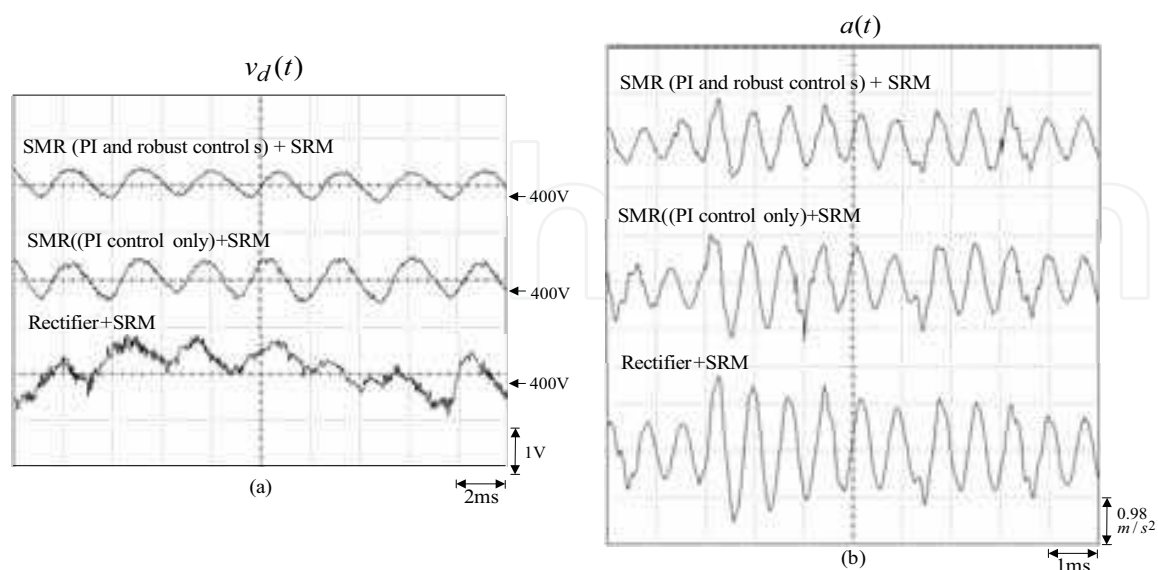 v_d(t)
SMR (PI and robust control s) + SRM
400V
SMR((PI control only)+SRM
400V
Rectifier+SRM
400V
1V
2ms
(a)
a(t)
SMR (PI and robust control s) + SRM
SMR((PI control only)+SRM
Rectifier+SRM
0.98
m/s²
1ms
(b)